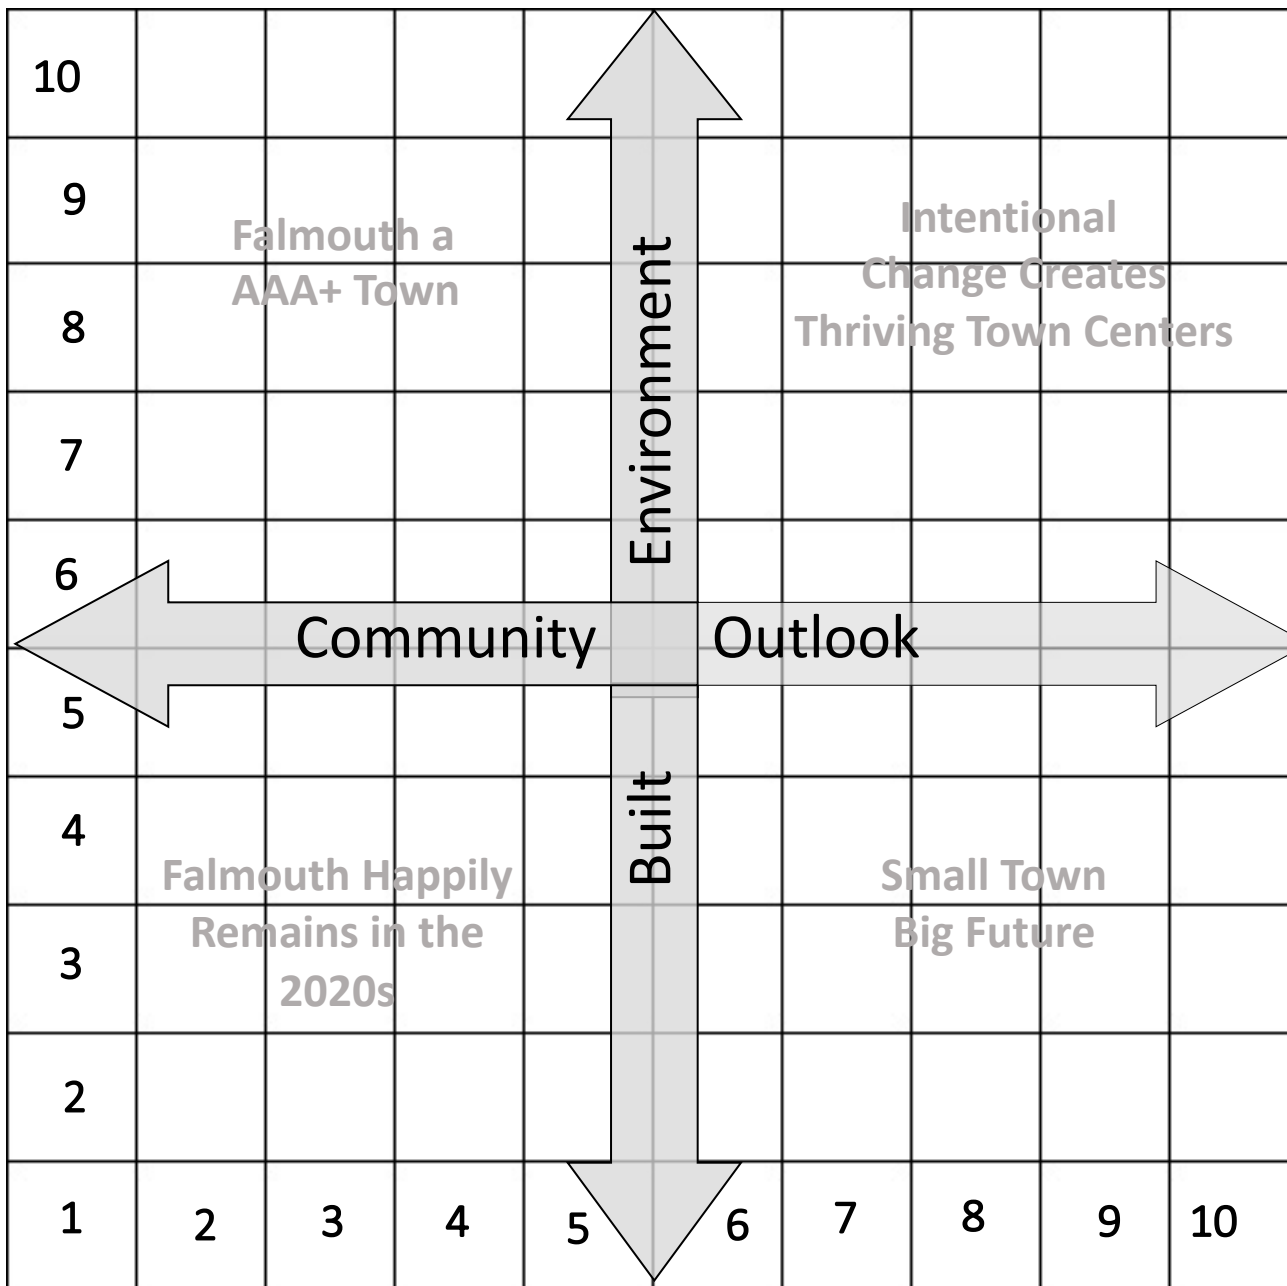 10
9
Falmouth a
AAA+ Town
Intentional
Change Creates
Thriving Town Centers
8
7
Environment
6
Community Outlook
5
Built
4
Falmouth Happily
Remains in the
2020s
Small Town
Big Future
3
2
1 2 3 4 5 6 7 8 9 10